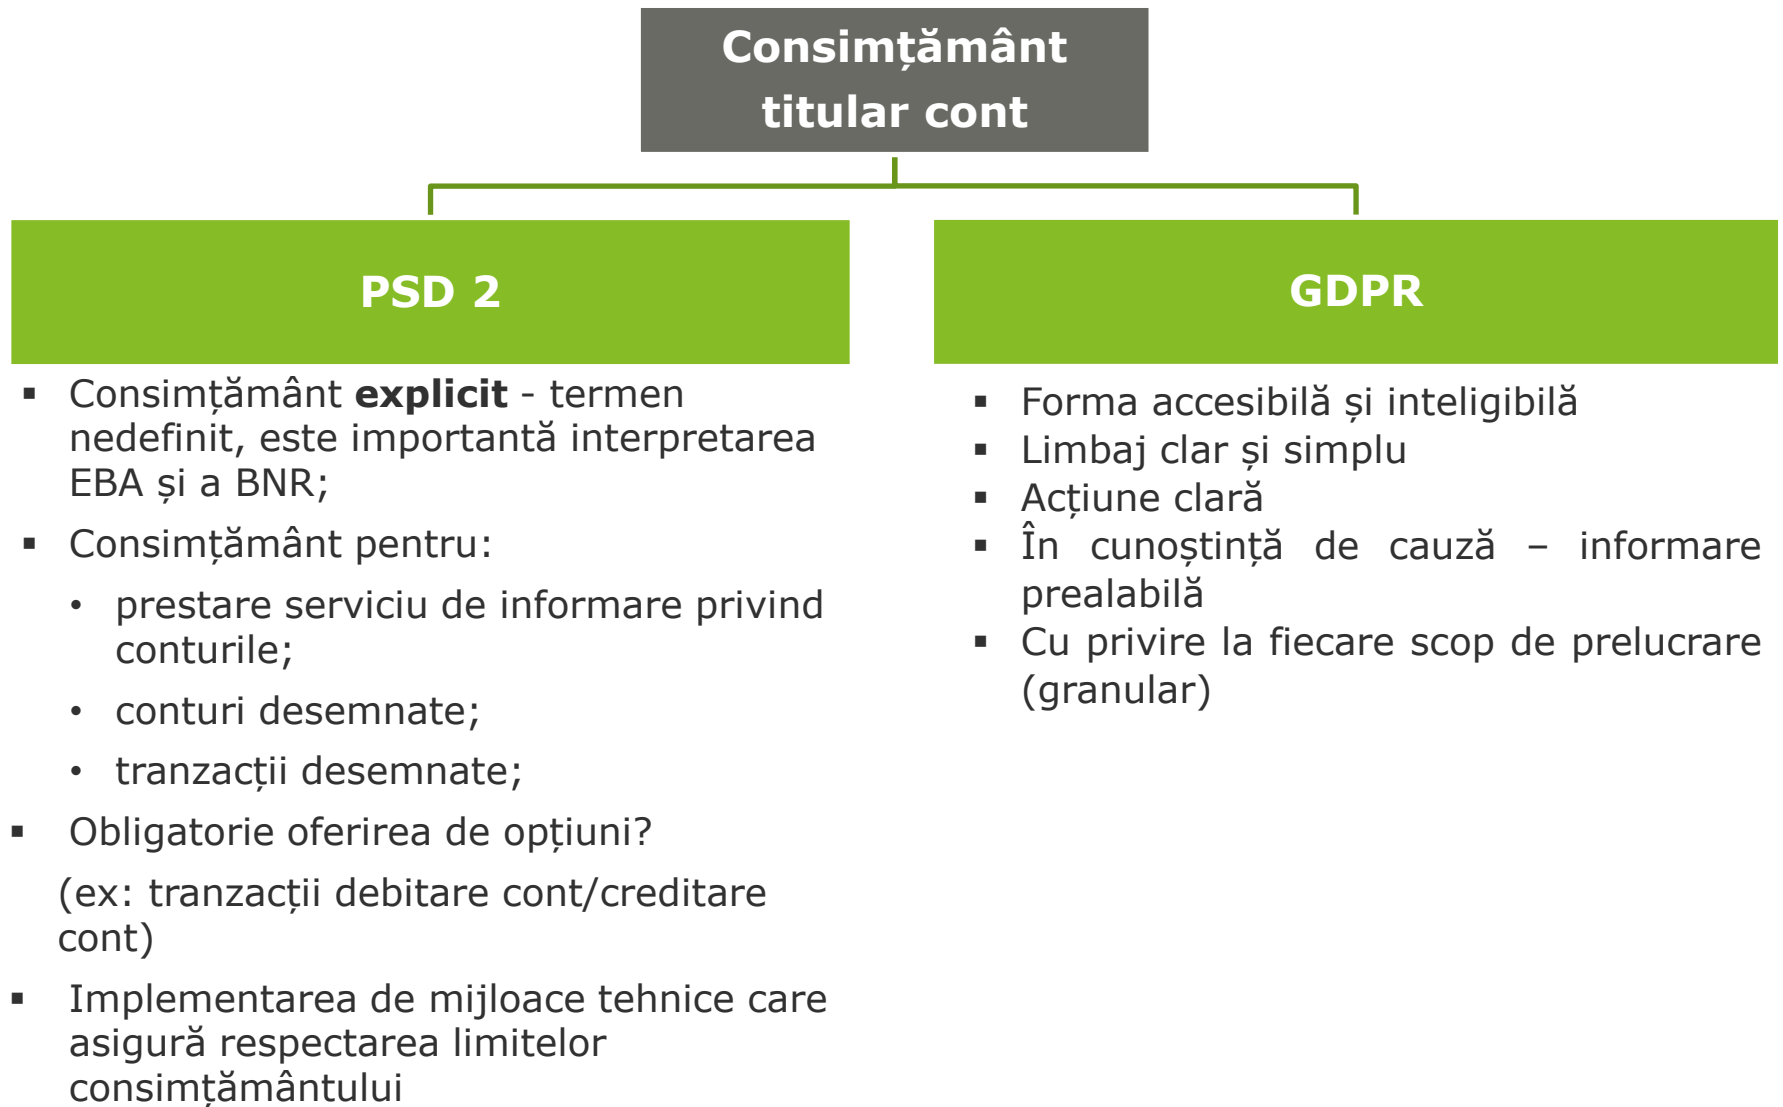 Consimțământ
titular cont
PSD 2
▪ Consimțământ explicit - termen
nedefinit, este importantă interpretarea
EBA și a BNR;
▪ Consimțământ pentru:
• prestare serviciu de informare privind
conturile;
• conturi desemnate;
• tranzacții desemnate;
▪ Obligatorie oferirea de opțiuni?
(ex: tranzacții debitare cont/creditare
cont)
▪ Implementarea de mijloace tehnice care
asigură respectarea limitelor
consimțământului
GDPR
▪ Forma accesibilă și inteligibilă
▪ Limbaj clar și simplu
▪ Acțiune clară
▪ În cunoștință de cauză – informare
prealabilă
▪ Cu privire la fiecare scop de prelucrare
(granular)